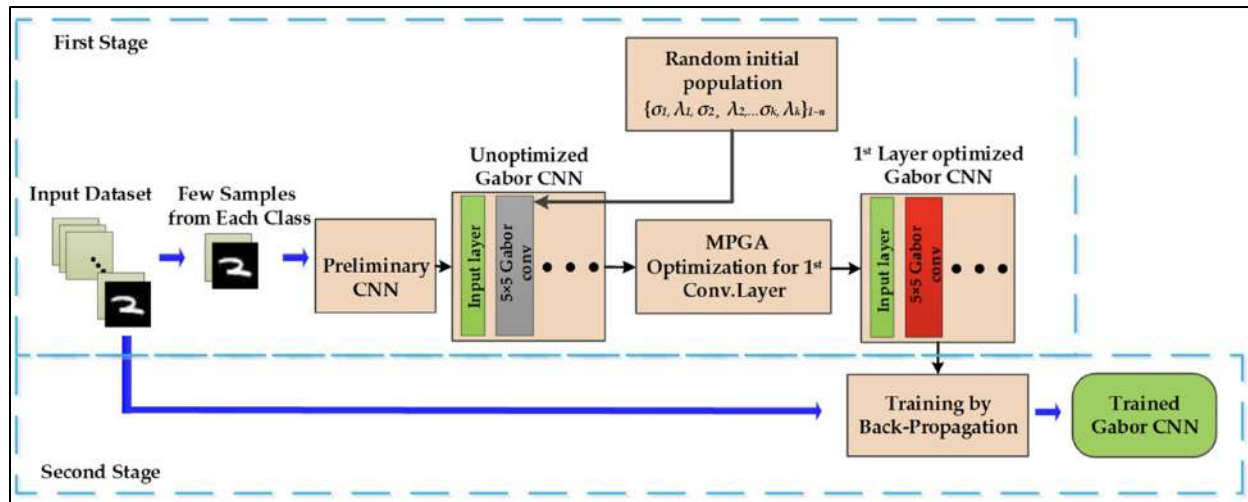 First Stage
Random initial
population
{σ1, λ1, σ2, λ2,...σk, λk}1~n
Unoptimized
Gabor CNN
1st Layer optimized
Gabor CNN
Input Dataset
Few Samples
from Each Class
2
2
Preliminary
CNN
Input layer
5×5 Gabor
conv
MPGA
Optimization for 1st
Conv.Layer
Input layer
5×5 Gabor
conv
Training by
Back-Propagation
Trained
Gabor CNN
Second Stage